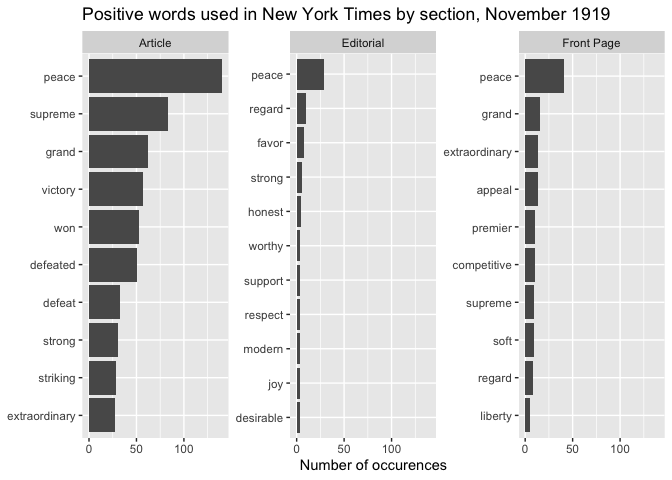 Positive words used in New York Times by section, November 1919
Article
peace
supreme
grand
victory
won
defeated
defeat
strong
striking
extraordinary
0 50 100
Editorial
peace
regard
favor
strong
honest
worthy
support
respect
modern
joy
desirable
0 50 100
Front Page
peace
grand
extraordinary
appeal
premier
competitive
supreme
soft
regard
liberty
0 50 100
Number of occurences